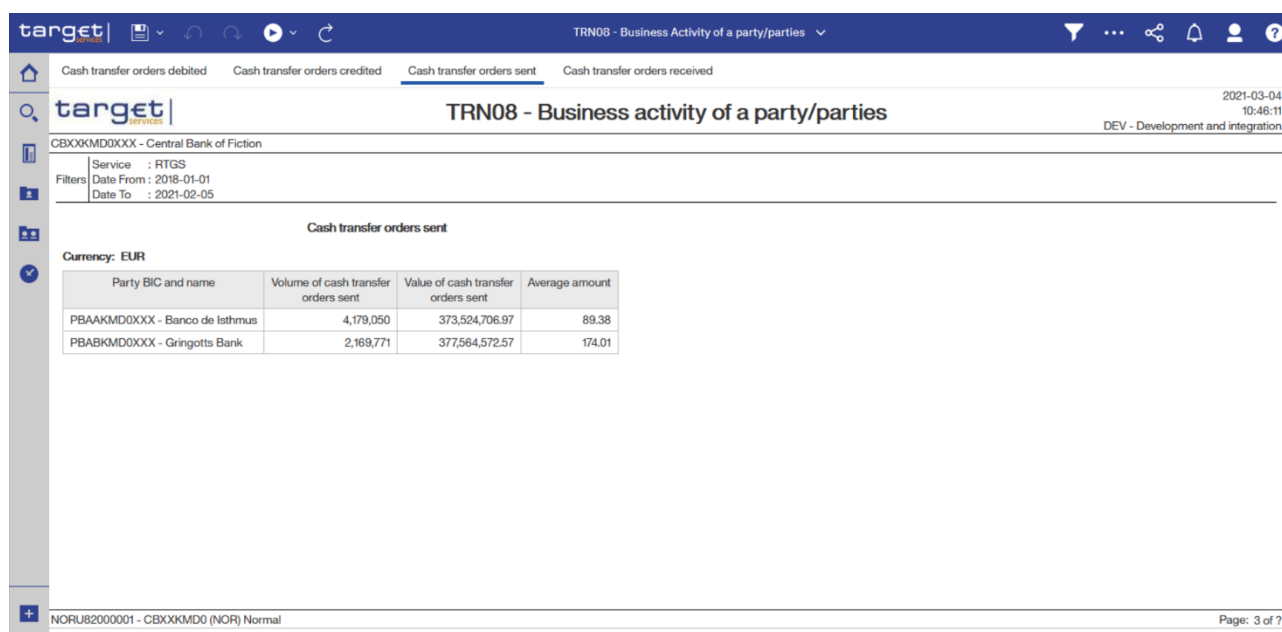 target| services
TRN08 - Business Activity of a party/parties
?
Cash transfer orders debited Cash transfer orders credited Cash transfer orders sent Cash transfer orders received
target| services
TRN08 - Business activity of a party/parties
2021-03-04
10:46:11
DEV - Development and integration
CBXXKMD0XXX - Central Bank of Fiction
Filters
Service : RTGS
Date From : 2018-01-01
Date To : 2021-02-05
Cash transfer orders sent
Currency: EUR
Party BIC and name Volume of cash transfer orders sent Value of cash transfer orders sent Average amount
PBAAKMD0XXX - Banco de Isthmus 4,179,050 373,524,706.97 89.38
PBABKMD0XXX - Gringotts Bank 2,169,771 377,564,572.57 174.01
NORU82000001 - CBXXKMD0 (NOR) Normal
Page: 3 of ?